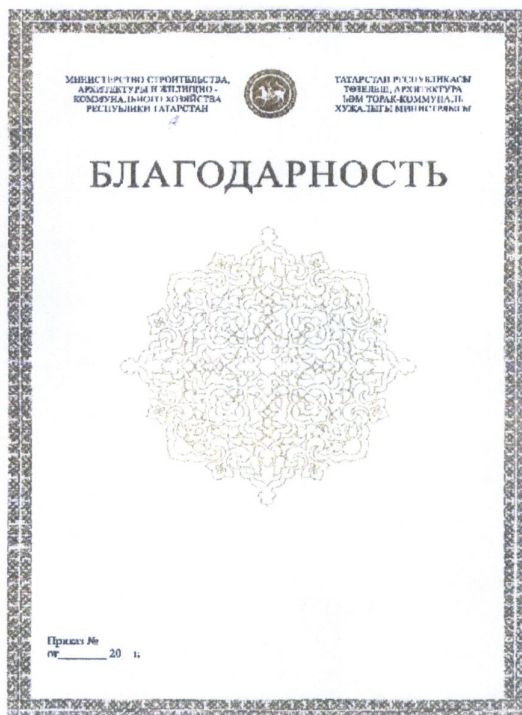 МИНИСТЕРСТВО СТРОИТЕЛЬСТВА,
АРХИТЕКТУРЫ И ЖИЛИЩНО-
КОММУНАЛЬНОГО ХОЗЯЙСТВА
РЕСПУБЛИКИ ТАТАРСТАН
ТАТАРСТАН РЕСПУБЛИКАСЫ
ТӨЗЕЛЕШ, АРХИТЕКТУРА
ҺӘМ ТОРАК-КОММУНАЛЬ
ХУҖАЛЫГЫ МИНИСТРЛЫГЫ
БЛАГОДАРНОСТЬ
Приказ №
от________ 20 г.